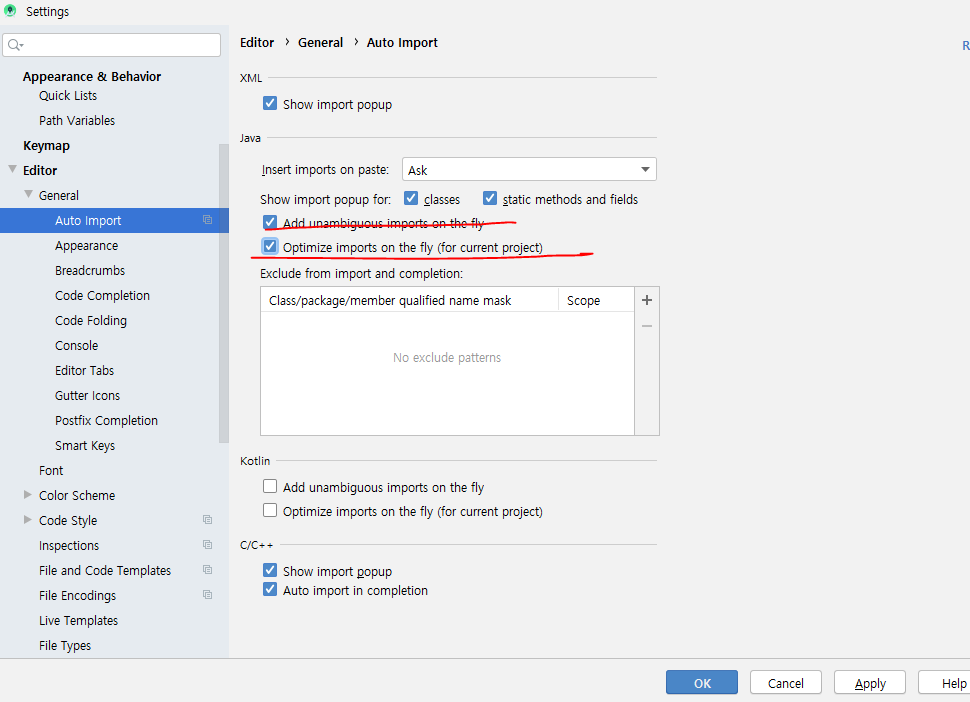 Settings
Editor › General › Auto Import
R
Appearance & Behavior
Quick Lists
Path Variables
Keymap
Editor
General
Auto Import
Appearance
Breadcrumbs
Code Completion
Code Folding
Console
Editor Tabs
Gutter Icons
Postfix Completion
Smart Keys
Font
Color Scheme
Code Style
Inspections
File and Code Templates
File Encodings
Live Templates
File Types
XML
Show import popup
Java
Insert imports on paste: Ask
Show import popup for: classes static methods and fields
Add unambiguous imports on the fly
Optimize imports on the fly (for current project)
Exclude from import and completion:
Class/package/member qualified name mask Scope
No exclude patterns
Kotlin
Add unambiguous imports on the fly
Optimize imports on the fly (for current project)
C/C++
Show import popup
Auto import in completion
OK Cancel Apply Help